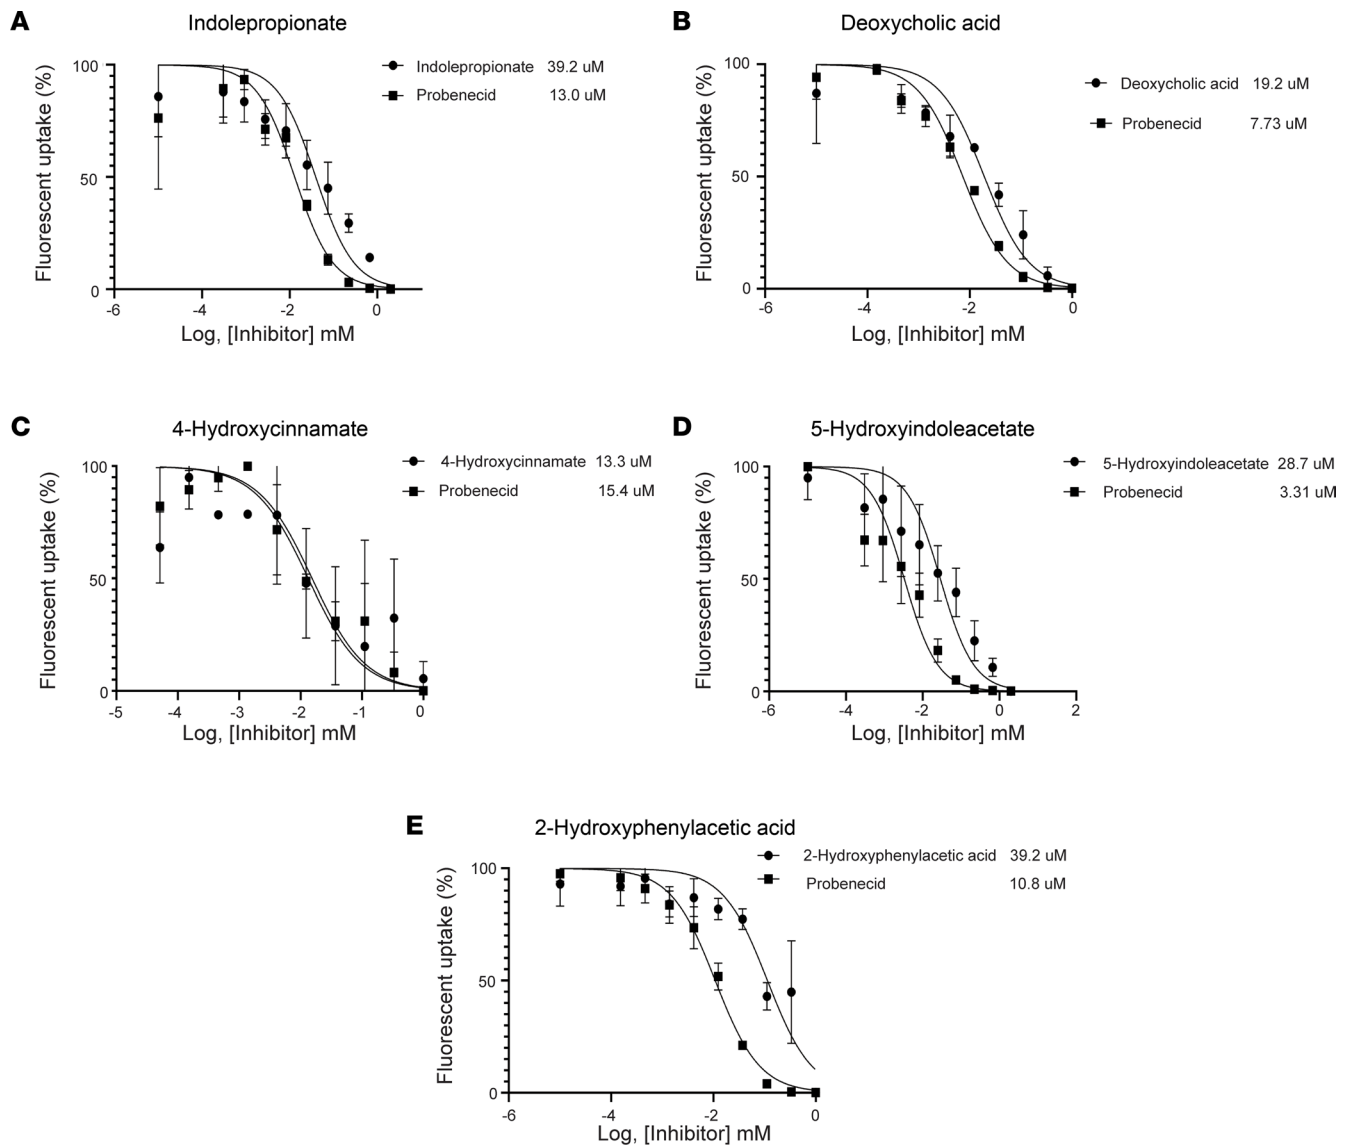 A
Indolepropionate
Indolepropionate 39.2 uM
Probenecid 13.0 uM
Fluorescent uptake (%)
100
50
0
-6 -4 -2 0
Log, [Inhibitor] mM
B
Deoxycholic acid
Deoxycholic acid 19.2 uM
Probenecid 7.73 uM
Fluorescent uptake (%)
100
50
0
-6 -4 -2 0
Log, [Inhibitor] mM
C
4-Hydroxycinnamate
4-Hydroxycinnamate 13.3 uM
Probenecid 15.4 uM
Fluorescent uptake (%)
100
50
0
-5 -4 -3 -2 -1 0
Log, [Inhibitor] mM
D
5-Hydroxyindoleacetate
5-Hydroxyindoleacetate 28.7 uM
Probenecid 3.31 uM
Fluorescent uptake (%)
100
50
0
-6 -4 -2 0 2
Log, [Inhibitor] mM
E
2-Hydroxyphenylacetic acid
2-Hydroxyphenylacetic acid 39.2 uM
Probenecid 10.8 uM
Fluorescent uptake (%)
100
50
0
-6 -4 -2 0
Log, [Inhibitor] mM